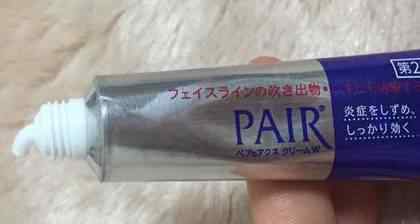 第2
フェイスラインの吹き出物・
炎症をしずめ、
しっかり効く。
PAIR®
ペアアクネ クリームW